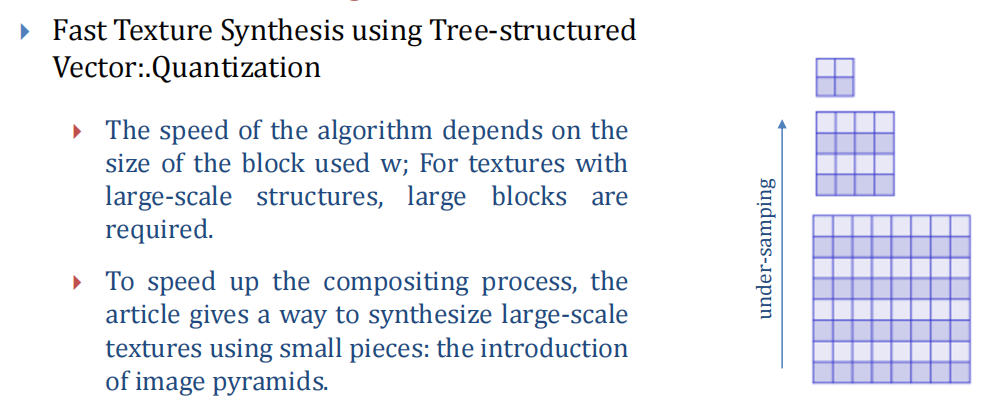 Fast Texture Synthesis using Tree-structured
Vector:.Quantization
The speed of the algorithm depends on the
size of the block used w; For textures with
large-scale structures, large blocks are
required.
To speed up the compositing process, the
article gives a way to synthesize large-scale
textures using small pieces: the introduction
of image pyramids.
under-samping